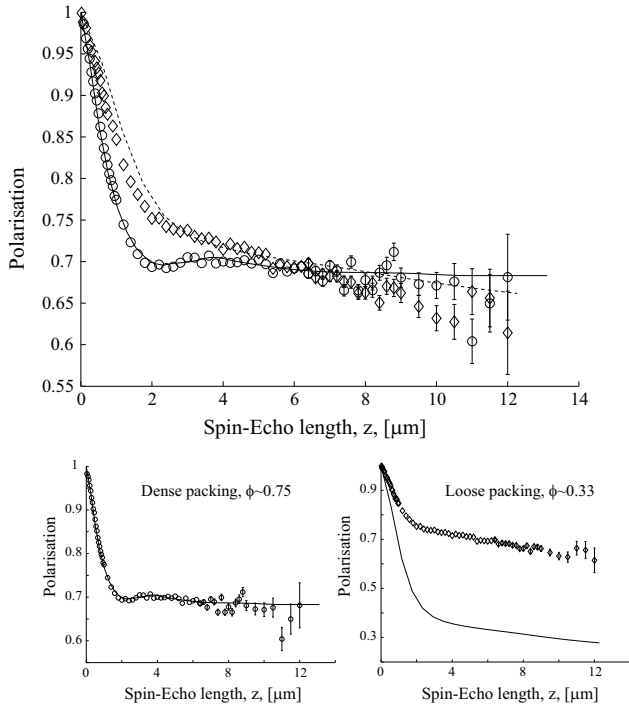 1
0.95
0.9
0.85
0.8
0.75
0.7
0.65
0.6
0.55
Polarisation
0 2 4 6 8 10 12 14
Spin-Echo length, z, [μm]
1
0.9
0.8
0.7
0.6
Polarisation
Dense packing, ϕ~0.75
0 4 8 12
Spin-Echo length, z, [μm]
0.9
0.7
0.5
0.3
Polarisation
Loose packing, ϕ~0.33
0 2 4 6 8 10 12
Spin-Echo length, z, [μm]